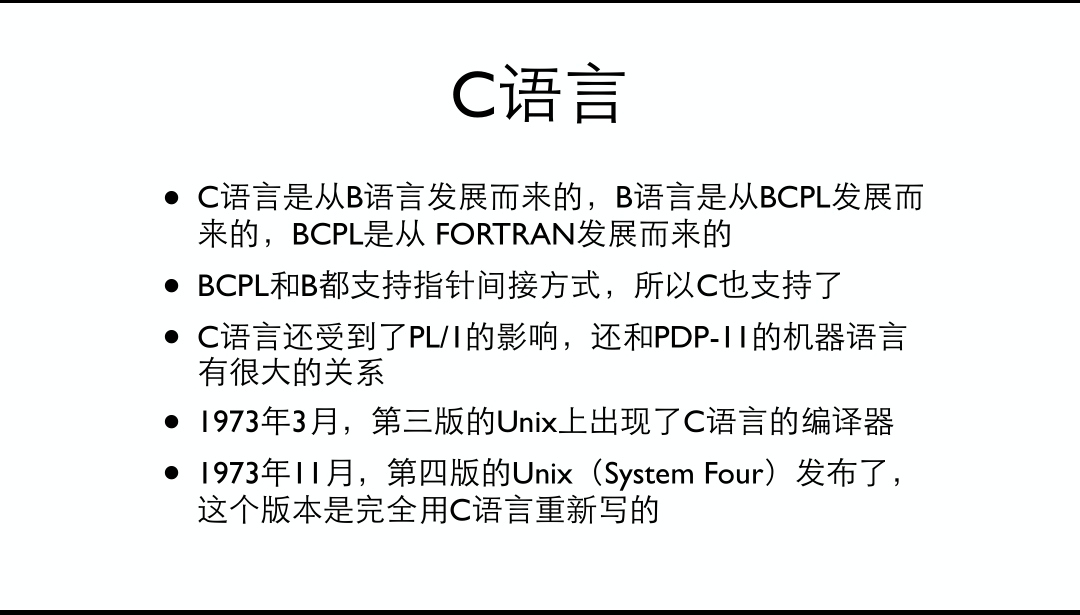 C语言
• C语言是从B语言发展而来的，B语言是从BCPL发展而
来的，BCPL是从 FORTRAN发展而来的
• BCPL和B都支持指针间接方式，所以C也支持了
• C语言还受到了PL/1的影响，还和PDP-11的机器语言
有很大的关系
• 1973年3月，第三版的Unix上出现了C语言的编译器
• 1973年11月，第四版的Unix（System Four）发布了，
这个版本是完全用C语言重新写的